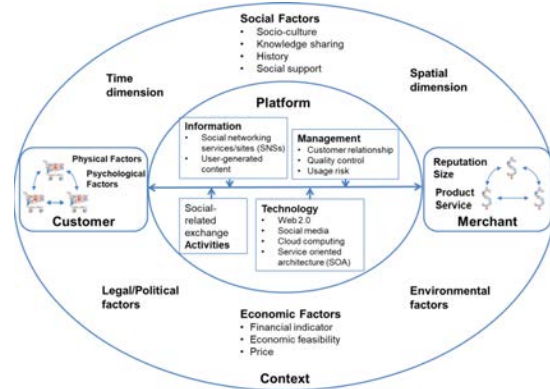 Social Factors
• Socio-culture
• Knowledge sharing
• History
• Social support
Time
dimension
Spatial
dimension
Platform
Information
• Social networking
services/sites (SNSs)
• User-generated
content
Management
• Customer relationship
• Quality control
• Usage risk
Physical Factors
Psychological
Factors
Customer
Reputation
Size
Product
Service
Merchant
Social-
related
exchange
Activities
Technology
• Web 2.0
• Social media
• Cloud computing
• Service oriented
architecture (SOA)
Legal/Political
factors
Environmental
factors
Economic Factors
• Financial indicator
• Economic feasibility
• Price
Context